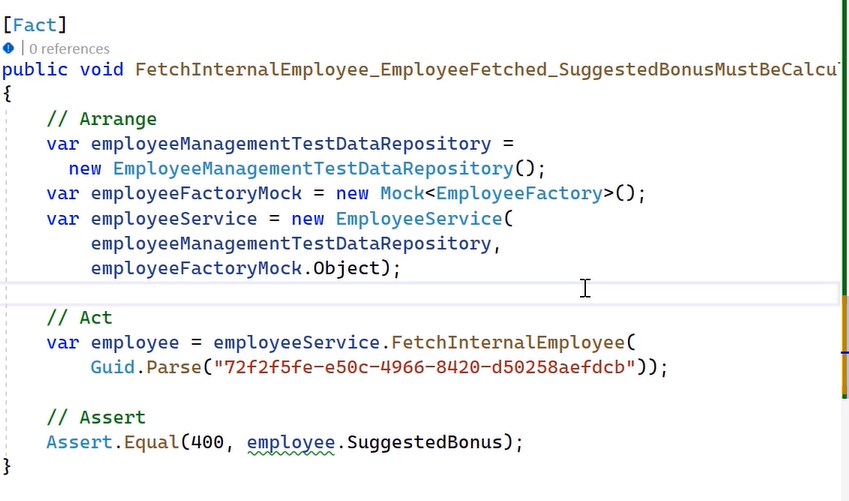 [Fact]
| 0 references
public void FetchInternalEmployee_EmployeeFetched_SuggestedBonusMustBeCalcu
{
// Arrange
var employeeManagementTestDataRepository =
new EmployeeManagementTestDataRepository();
var employeeFactoryMock = new Mock<EmployeeFactory>();
var employeeService = new EmployeeService(
employeeManagementTestDataRepository,
employeeFactoryMock.Object);
// Act
var employee = employeeService.FetchInternalEmployee(
Guid.Parse("72f2f5fe-e50c-4966-8420-d50258aefdcb"));
// Assert
Assert.Equal(400, employee.SuggestedBonus);
}